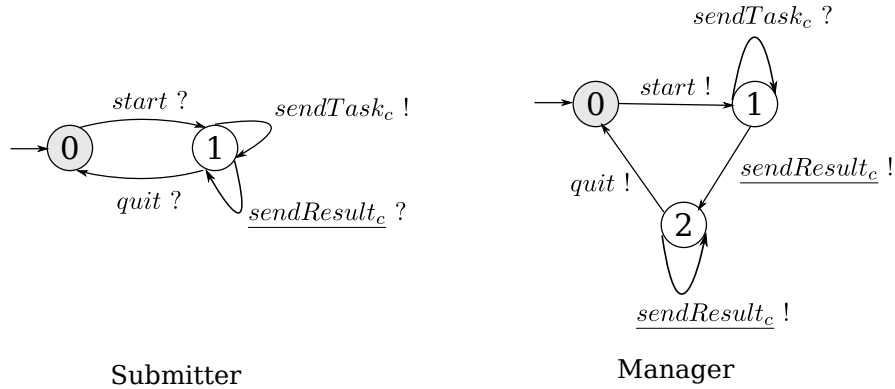 start ?
0
1
sendTask_c !
quit ?
sendResult_c ?
Submitter
sendTask_c ?
0
start !
1
sendResult_c !
quit !
2
sendResult_c !
Manager